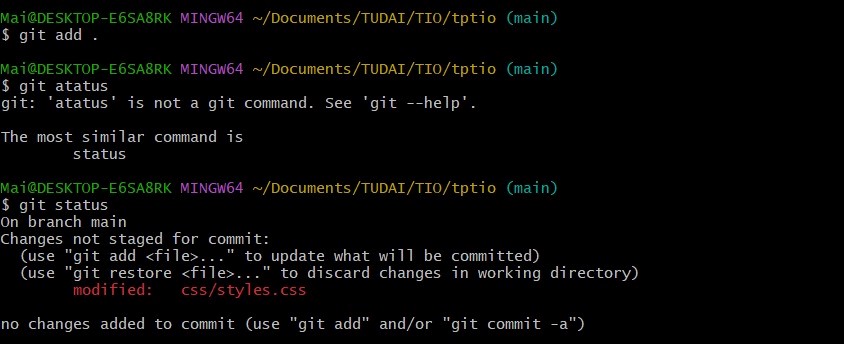 Mai@DESKTOP-E6SA8RK MINGW64 ~/Documents/TUDAI/TIO/tptio (main)
$ git add .
Mai@DESKTOP-E6SA8RK MINGW64 ~/Documents/TUDAI/TIO/tptio (main)
$ git atatus
git: 'atatus' is not a git command. See 'git --help'.
The most similar command is
        status
Mai@DESKTOP-E6SA8RK MINGW64 ~/Documents/TUDAI/TIO/tptio (main)
$ git status
On branch main
Changes not staged for commit:
  (use "git add <file>..." to update what will be committed)
  (use "git restore <file>..." to discard changes in working directory)
        modified:   css/styles.css
no changes added to commit (use "git add" and/or "git commit -a")